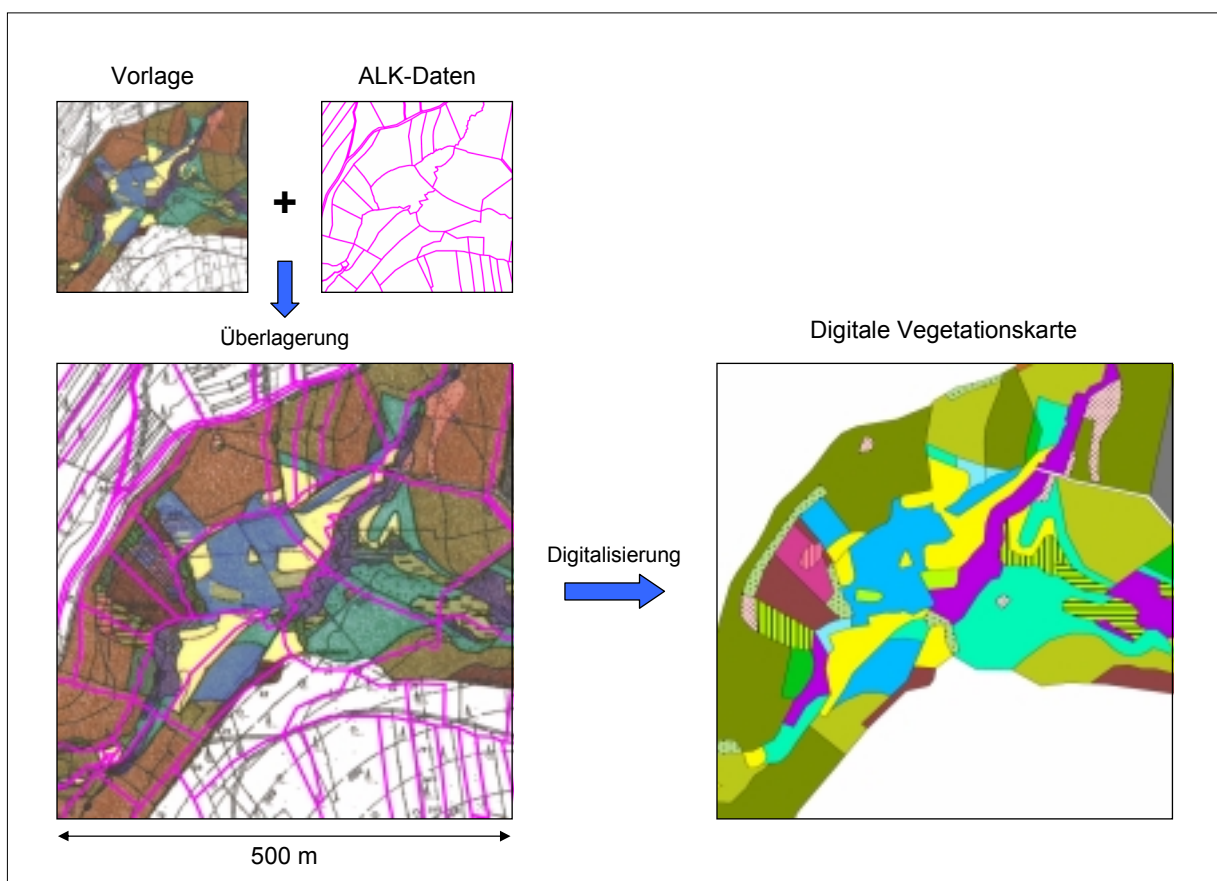 Vorlage
ALK-Daten
+
Überlagerung
Digitale Vegetationskarte
Digitalisierung
500 m